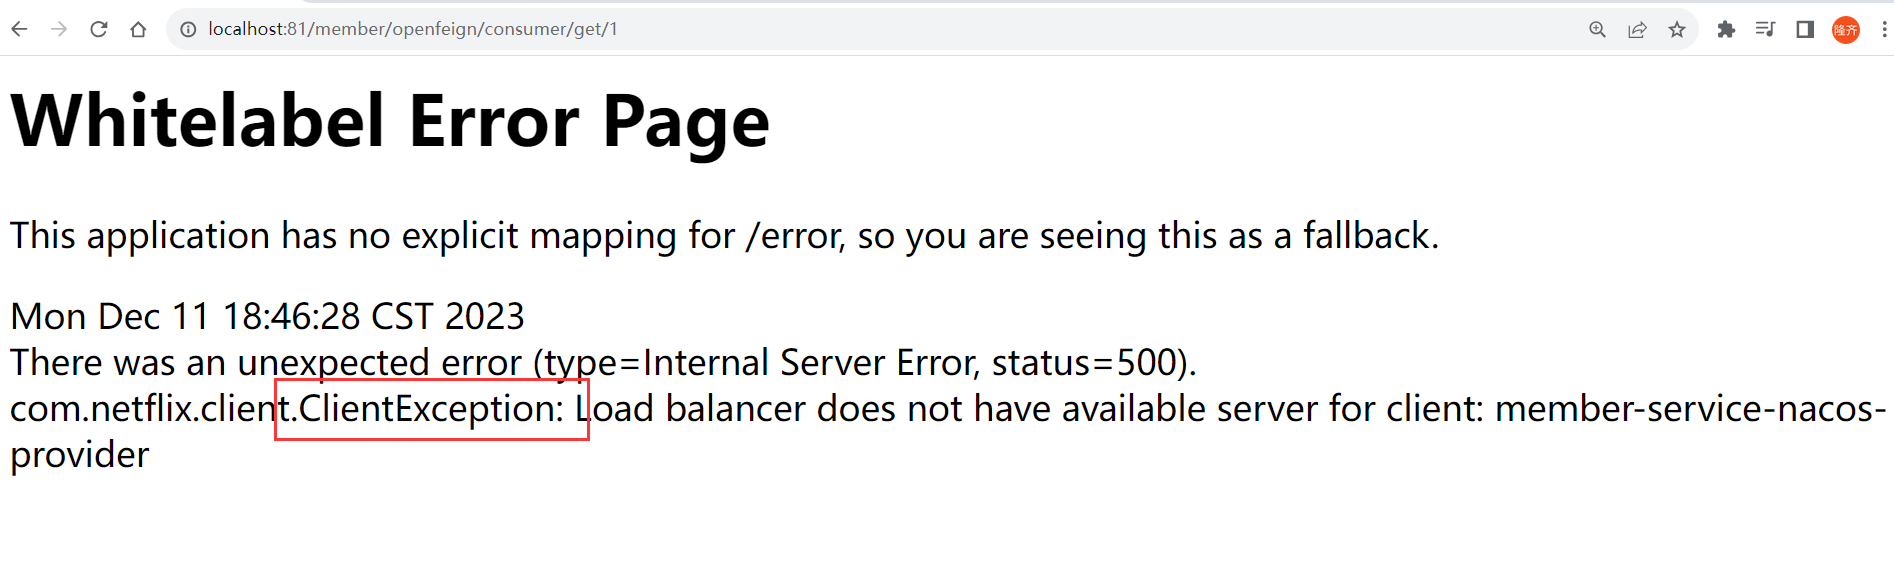 localhost:81/member/openfeign/consumer/get/1
隆齐
Whitelabel Error Page
This application has no explicit mapping for /error, so you are seeing this as a fallback.
Mon Dec 11 18:46:28 CST 2023
There was an unexpected error (type=Internal Server Error, status=500).
com.netflix.client.ClientException: Load balancer does not have available server for client: member-service-nacos-
provider